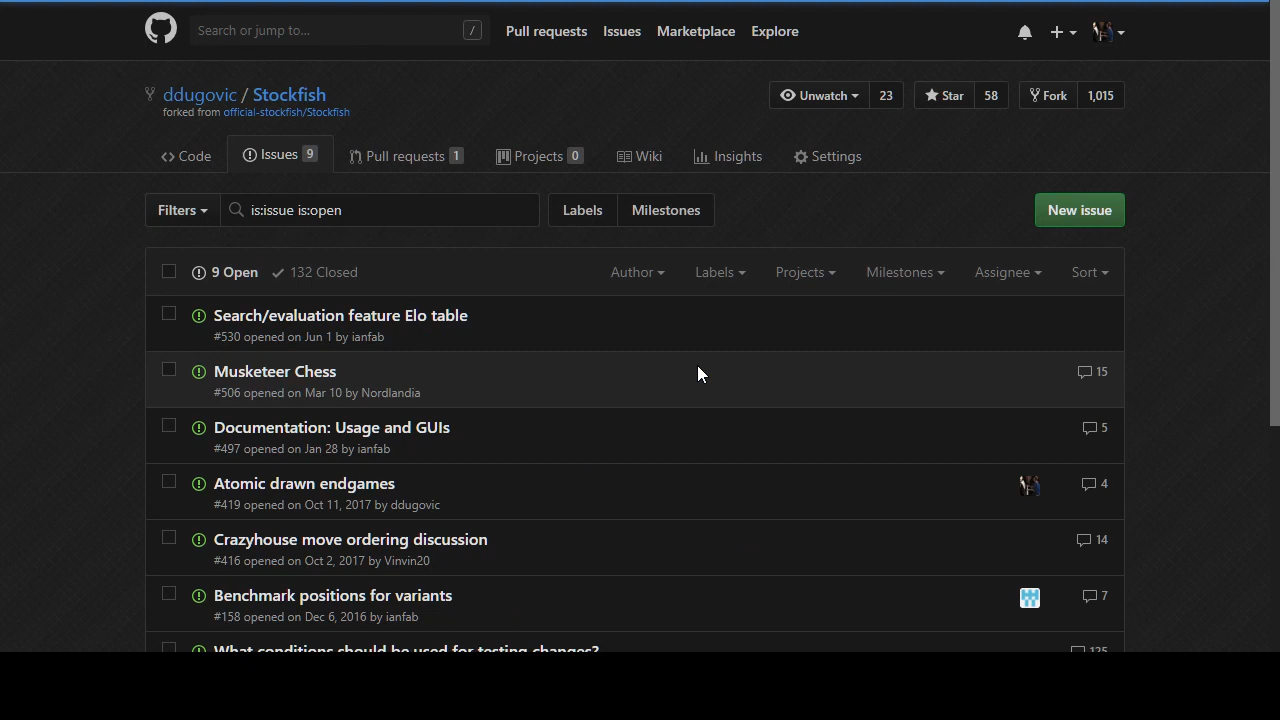 Search or jump to... / Pull requests Issues Marketplace Explore
ddugovic / Stockfish Unwatch 23 Star 58 Fork 1,015
forked from official-stockfish/Stockfish
Code Issues 9 Pull requests 1 Projects 0 Wiki Insights Settings
Filters is:issue is:open Labels Milestones New issue
9 Open 132 Closed Author Labels Projects Milestones Assignee Sort
Search/evaluation feature Elo table
#530 opened on Jun 1 by ianfab
Musketeer Chess 15
#506 opened on Mar 10 by Nordlandia
Documentation: Usage and GUIs 5
#497 opened on Jan 28 by ianfab
Atomic drawn endgames 4
#419 opened on Oct 11, 2017 by ddugovic
Crazyhouse move ordering discussion 14
#416 opened on Oct 2, 2017 by Vinvin20
Benchmark positions for variants 7
#158 opened on Dec 6, 2016 by ianfab
What conditions should be used for testing changes? 125